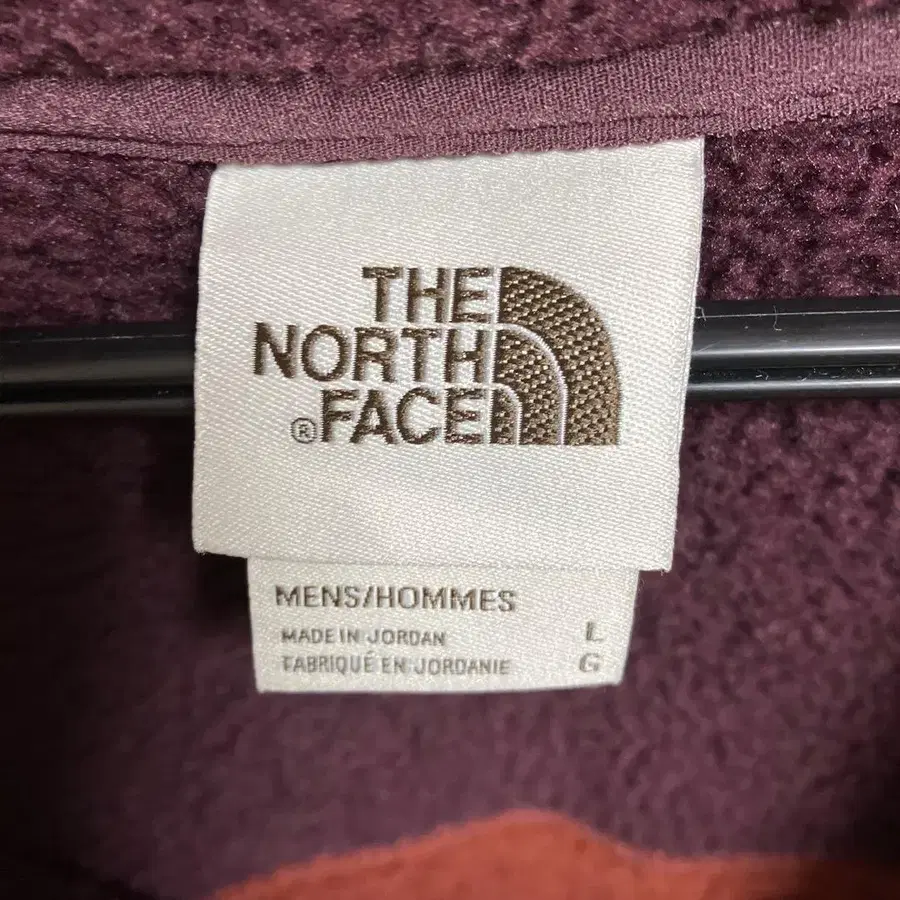 THE
NORTH
® FACE
MENS/HOMMES
MADE IN JORDAN L
FABRIQUÉ EN JORDANIE G